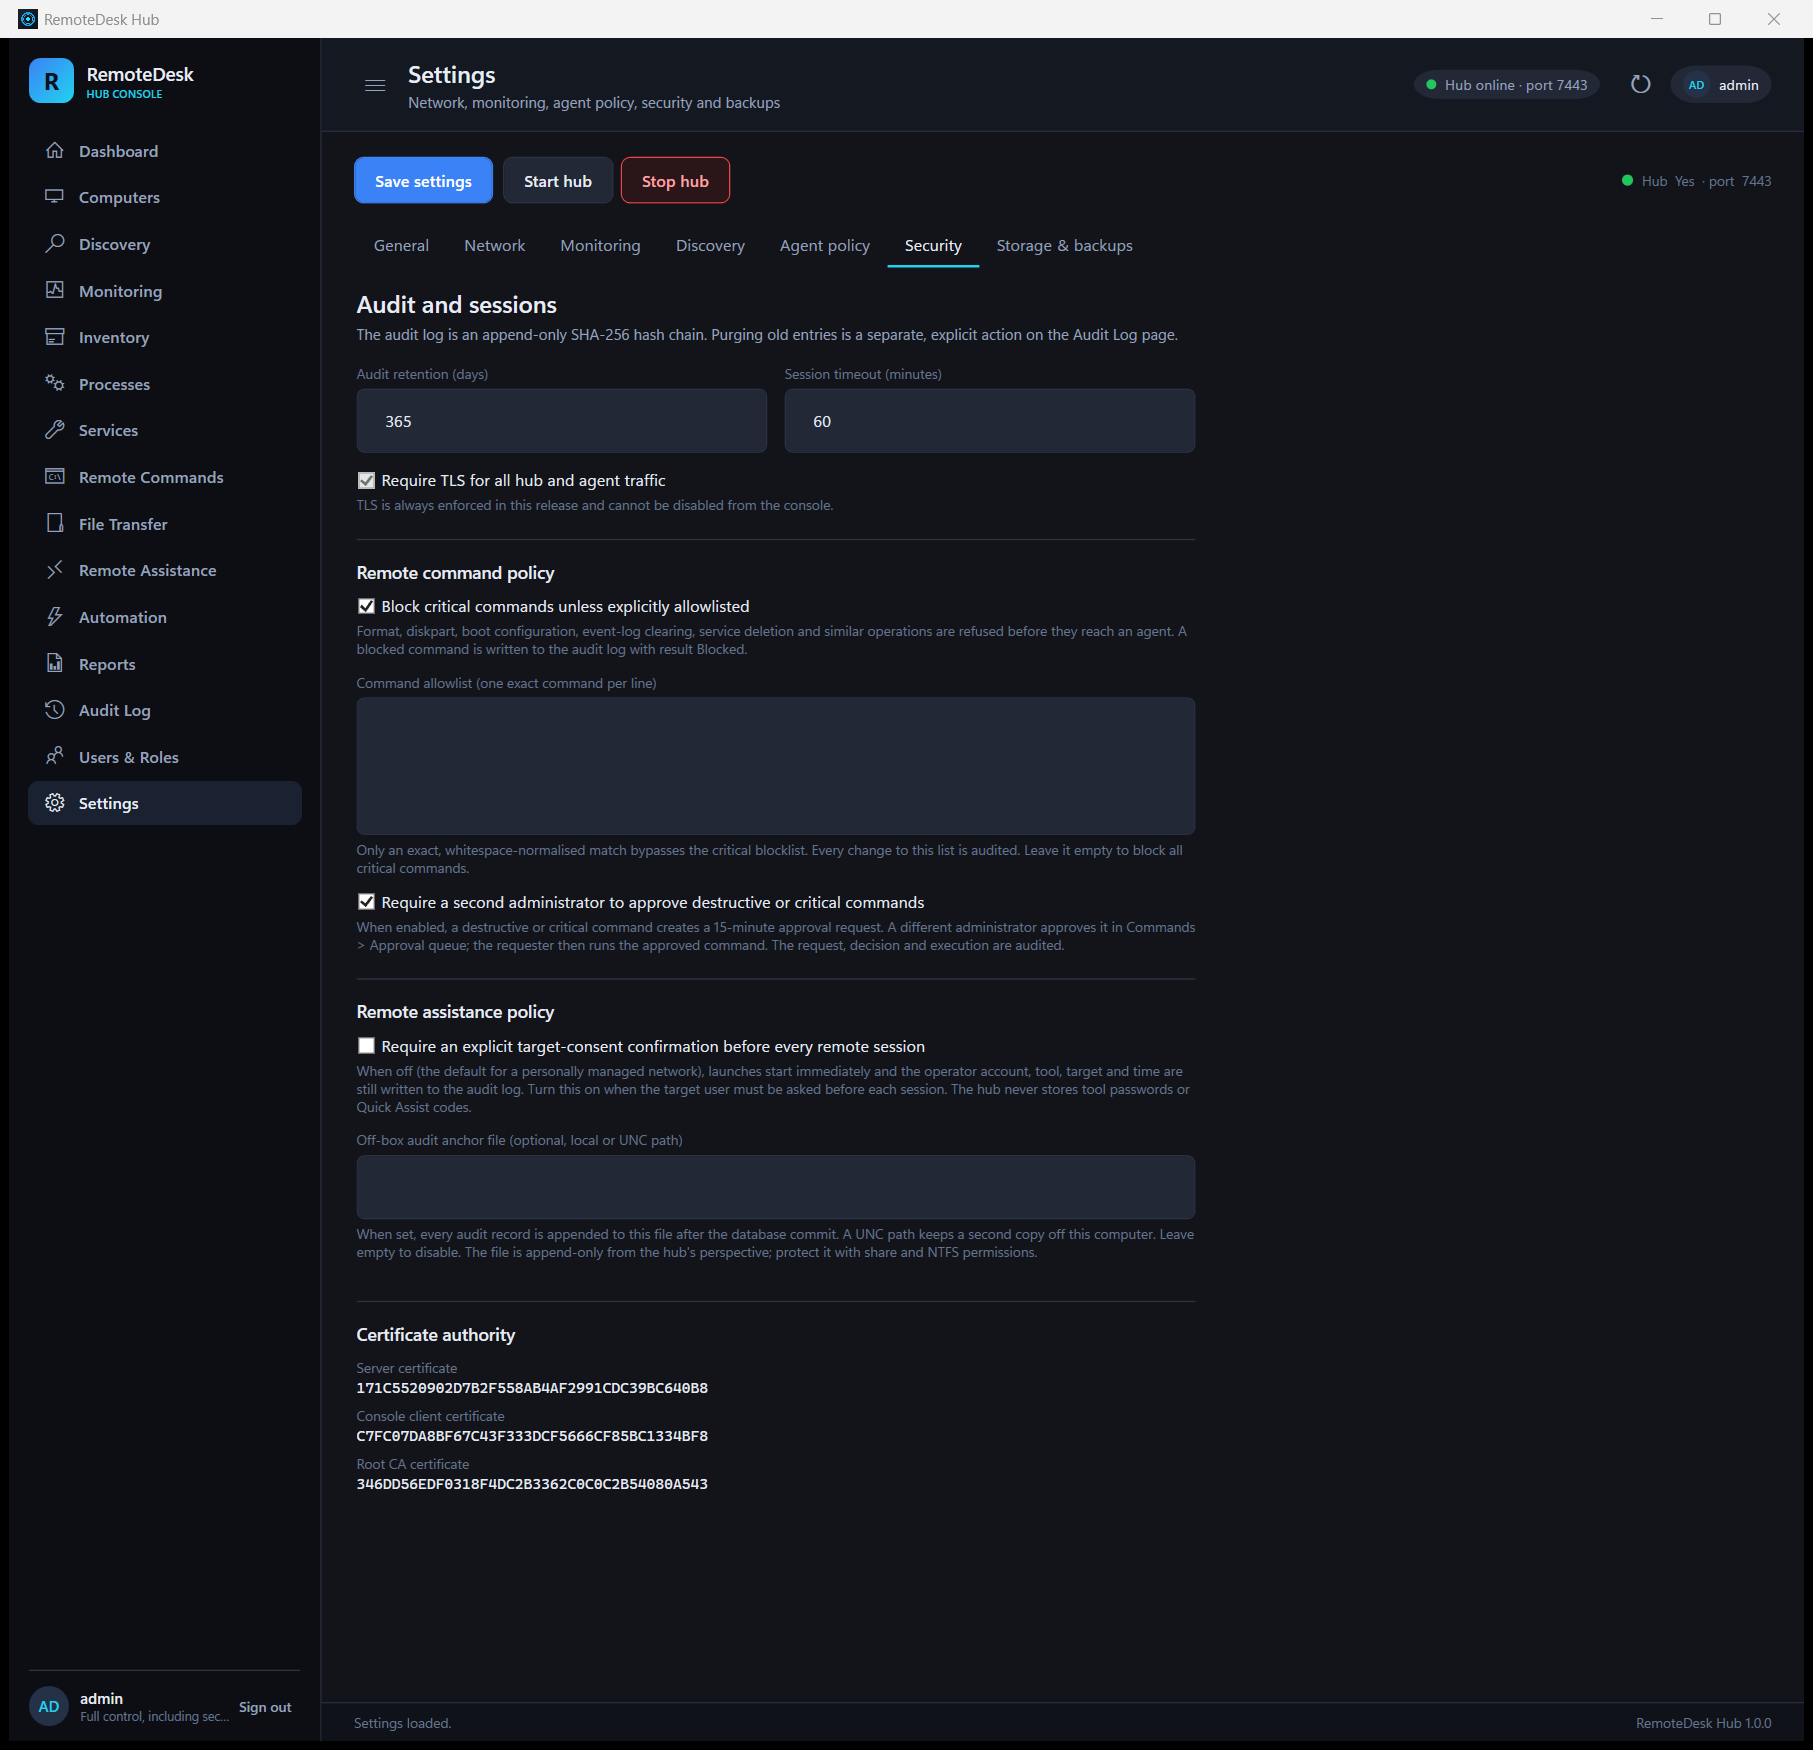 RemoteDesk Hub
R
RemoteDesk
HUB CONSOLE
Dashboard
Computers
Discovery
Monitoring
Inventory
Processes
Services
Remote Commands
File Transfer
Remote Assistance
Automation
Reports
Audit Log
Users & Roles
Settings
AD
admin
Full control, including sec...
Sign out
Settings
Network, monitoring, agent policy, security and backups
Hub online · port 7443
AD
admin
Save settings
Start hub
Stop hub
Hub Yes · port 7443
General
Network
Monitoring
Discovery
Agent policy
Security
Storage & backups
Audit and sessions
The audit log is an append-only SHA-256 hash chain. Purging old entries is a separate, explicit action on the Audit Log page.
Audit retention (days)
Session timeout (minutes)
365
60
Require TLS for all hub and agent traffic
TLS is always enforced in this release and cannot be disabled from the console.
Remote command policy
Block critical commands unless explicitly allowlisted
Format, diskpart, boot configuration, event-log clearing, service deletion and similar operations are refused before they reach an agent. A
blocked command is written to the audit log with result Blocked.
Command allowlist (one exact command per line)
Only an exact, whitespace-normalised match bypasses the critical blocklist. Every change to this list is audited. Leave it empty to block all
critical commands.
Require a second administrator to approve destructive or critical commands
When enabled, a destructive or critical command creates a 15-minute approval request. A different administrator approves it in Commands
> Approval queue; the requester then runs the approved command. The request, decision and execution are audited.
Remote assistance policy
Require an explicit target-consent confirmation before every remote session
When off (the default for a personally managed network), launches start immediately and the operator account, tool, target and time are
still written to the audit log. Turn this on when the target user must be asked before each session. The hub never stores tool passwords or
Quick Assist codes.
Off-box audit anchor file (optional, local or UNC path)
When set, every audit record is appended to this file after the database commit. A UNC path keeps a second copy off this computer. Leave
empty to disable. The file is append-only from the hub's perspective; protect it with share and NTFS permissions.
Certificate authority
Server certificate
171C5520902D7B2F558AB4AF2991CDC39BC640B8
Console client certificate
C7FC07DA8BF67C43F333DCF5666CF85BC1334BF8
Root CA certificate
346DD56EDF0318F4DC2B3362C0C0C2B54080A543
Settings loaded.
RemoteDesk Hub 1.0.0